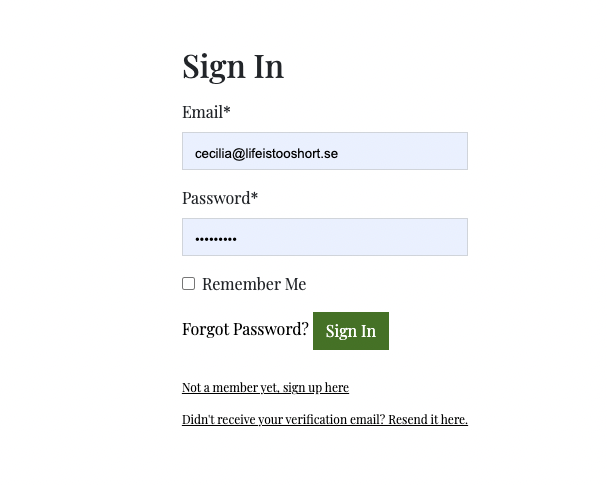 Sign In
Email*
cecilia@lifeistooshort.se
Password*
•••••••••
Remember Me
Forgot Password? Sign In
Not a member yet, sign up here
Didn't receive your verification email? Resend it here.